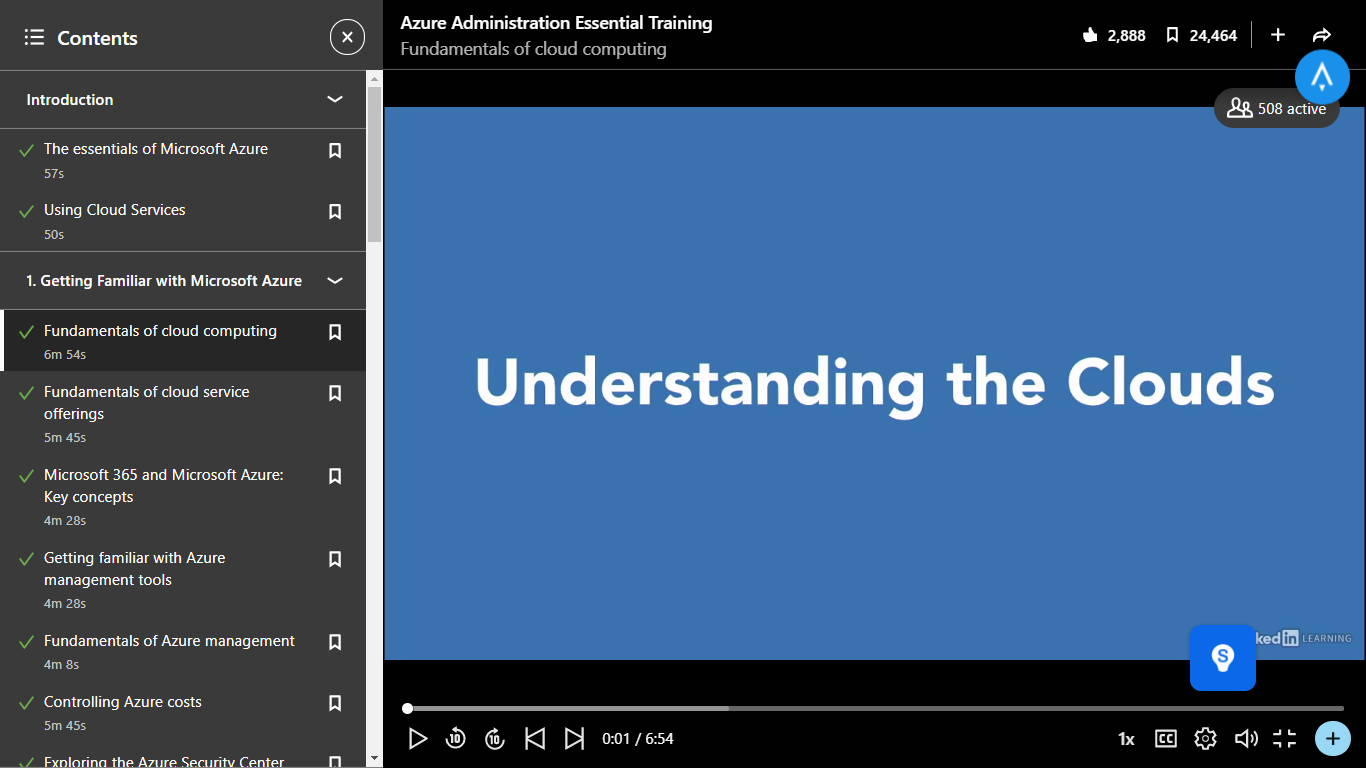 Contents
Introduction
The essentials of Microsoft Azure
57s
Using Cloud Services
50s
1. Getting Familiar with Microsoft Azure
Fundamentals of cloud computing
6m 54s
Fundamentals of cloud service
offerings
5m 45s
Microsoft 365 and Microsoft Azure:
Key concepts
4m 28s
Getting familiar with Azure
management tools
4m 28s
Fundamentals of Azure management
4m 8s
Controlling Azure costs
5m 45s
Exploring the Azure Security Center
Azure Administration Essential Training
Fundamentals of cloud computing
2,888
24,464
508 active
Understanding the Clouds
S
ked in LEARNING
10
10
0:01 / 6:54
1x
CC